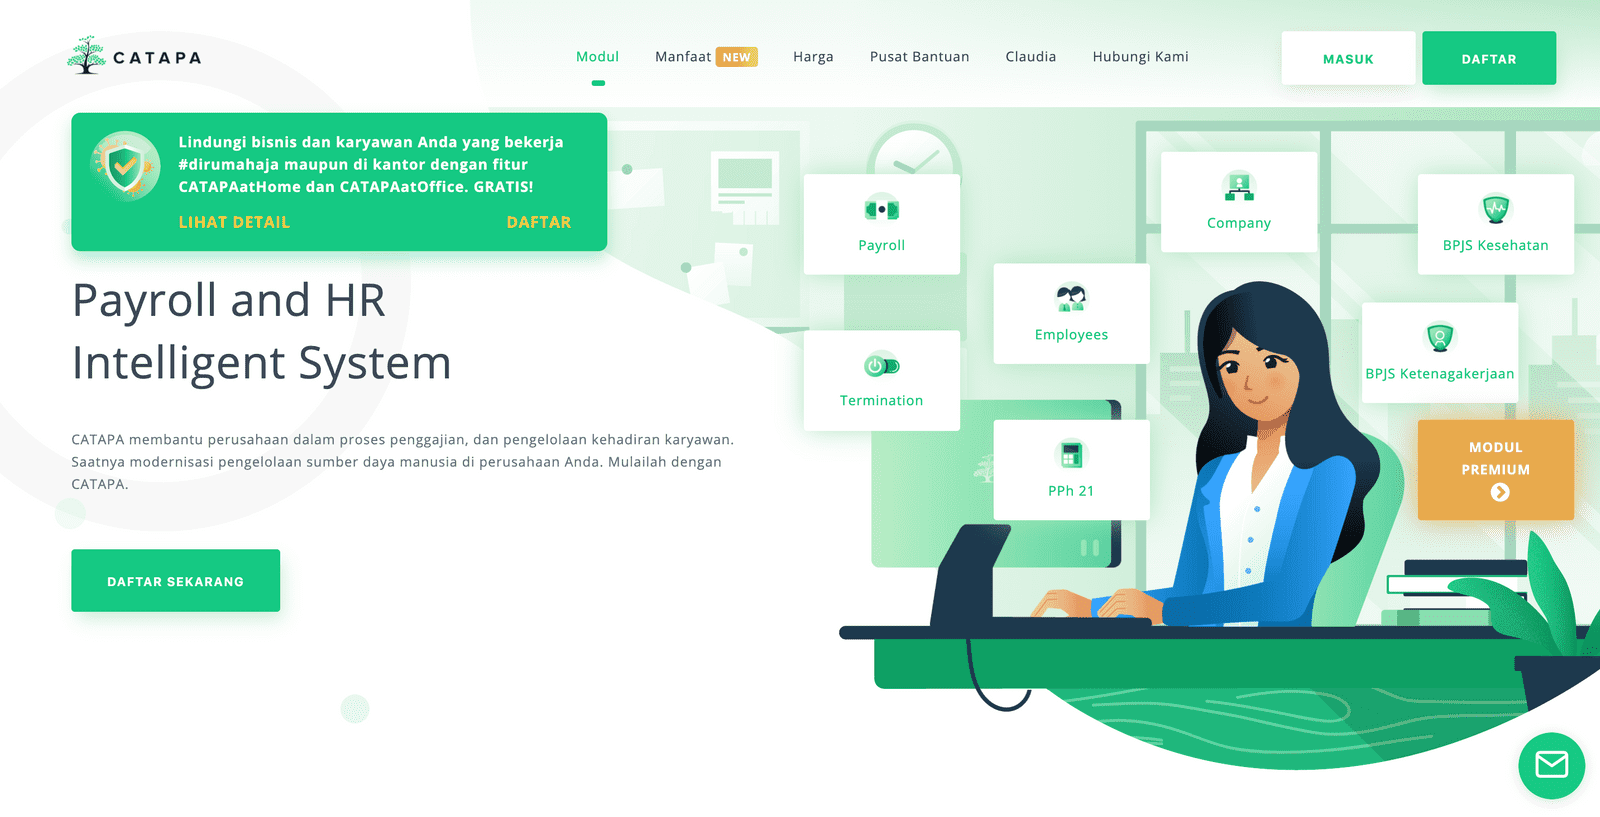 CATAPA
Modul
Manfaat NEW
Harga
Pusat Bantuan
Claudia
Hubungi Kami
MASUK
DAFTAR
Lindungi bisnis dan karyawan Anda yang bekerja
#dirumahaja maupun di kantor dengan fitur
CATAPAatHome dan CATAPAatOffice. GRATIS!
LIHAT DETAIL
DAFTAR
Payroll and HR
Intelligent System
CATAPA membantu perusahaan dalam proses penggajian, dan pengelolaan kehadiran karyawan.
Saatnya modernisasi pengelolaan sumber daya manusia di perusahaan Anda. Mulailah dengan
CATAPA.
DAFTAR SEKARANG
Payroll
Company
BPJS Kesehatan
Employees
Termination
BPJS Ketenagakerjaan
PPh 21
MODUL
PREMIUM